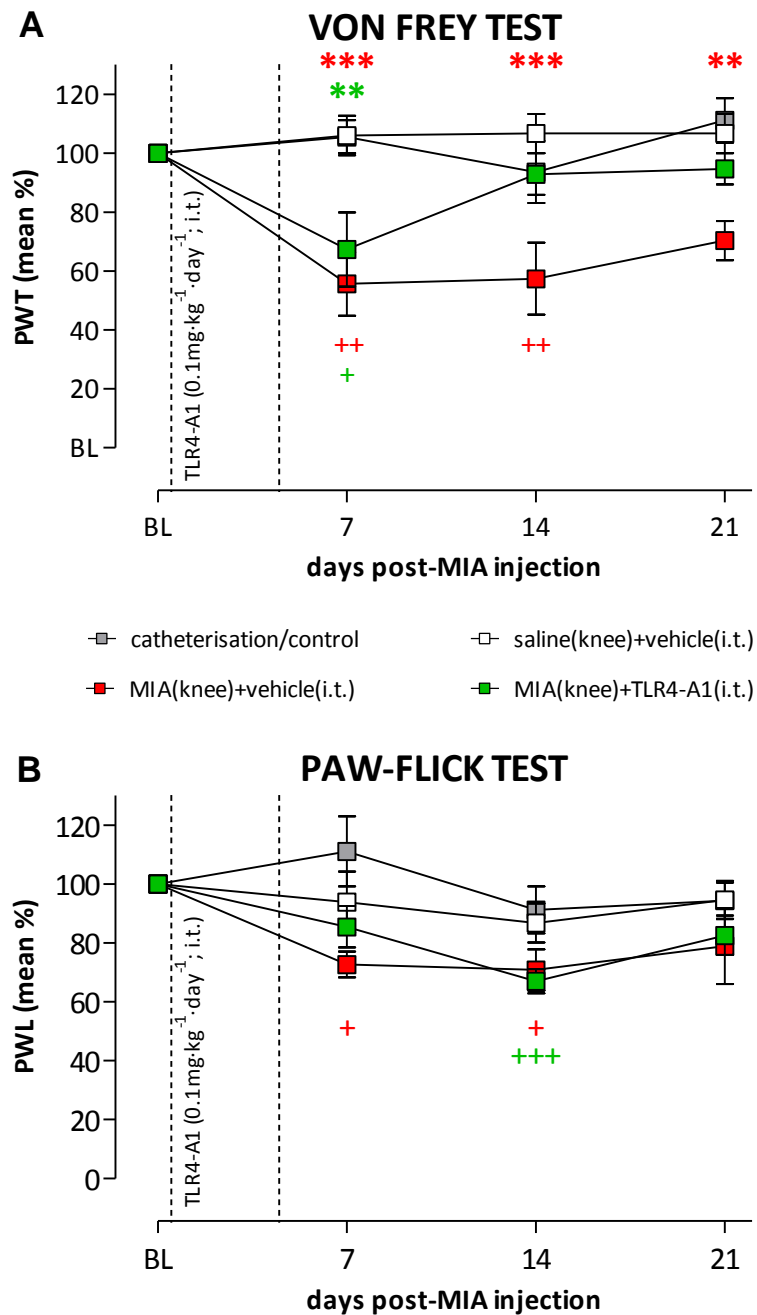 A
VON FREY TEST
*** *** **
**
120
100
80
60
40
20
BL
PWT (mean %)
TLR4-A1 (0.1mg·kg⁻¹·day⁻¹; i.t.)
++ ++
+
BL 7 14 21
days post-MIA injection
catheterisation/control saline(knee)+vehicle(i.t.)
MIA(knee)+vehicle(i.t.) MIA(knee)+TLR4-A1(i.t.)
B
PAW-FLICK TEST
120
100
80
60
40
20
0
PWL (mean %)
TLR4-A1 (0.1mg·kg⁻¹·day⁻¹; i.t.)
+ +
+++
BL 7 14 21
days post-MIA injection